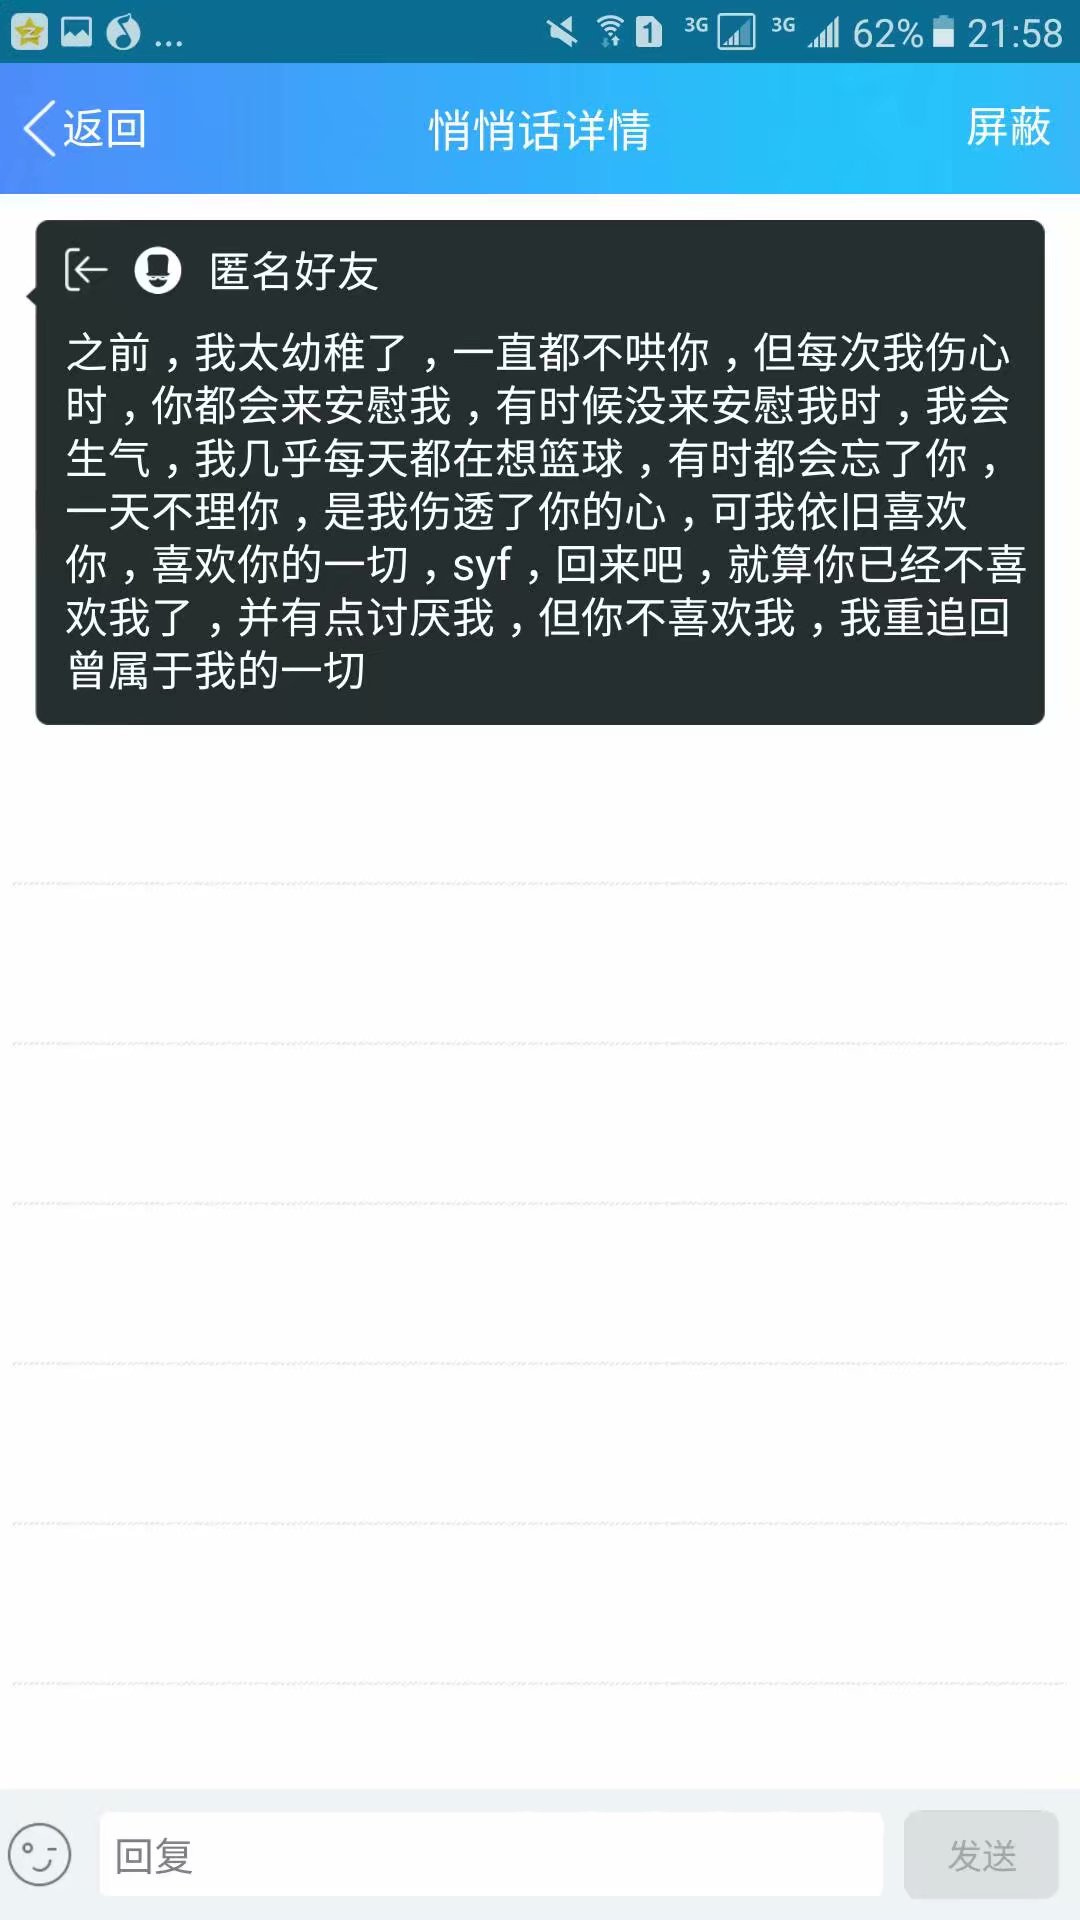 ... 1 3G 3G 62% 21:58
返回 悄悄话详情 屏蔽
匿名好友
之前，我太幼稚了，一直都不哄你，但每次我伤心
时，你都会来安慰我，有时候没来安慰我时，我会
生气，我几乎每天都在想篮球，有时都会忘了你，
一天不理你，是我伤透了你的心，可我依旧喜欢
你，喜欢你的一切，syf，回来吧，就算你已经不喜
欢我了，并有点讨厌我，但你不喜欢我，我重追回
曾属于我的一切
回复 发送